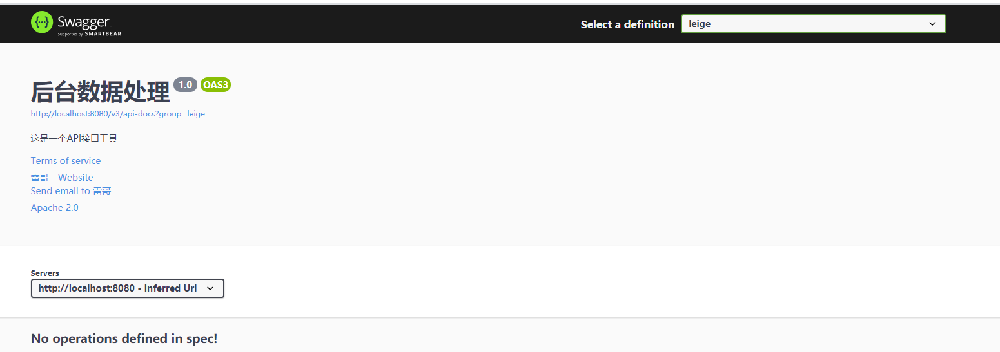 Swagger
Supported by SMARTBEAR
Select a definition
leige
后台数据处理 1.0 OAS3
http://localhost:8080/v3/api-docs?group=leige
这是一个API接口工具
Terms of service
雷哥 - Website
Send email to 雷哥
Apache 2.0
Servers
http://localhost:8080 - Inferred Url
No operations defined in spec!